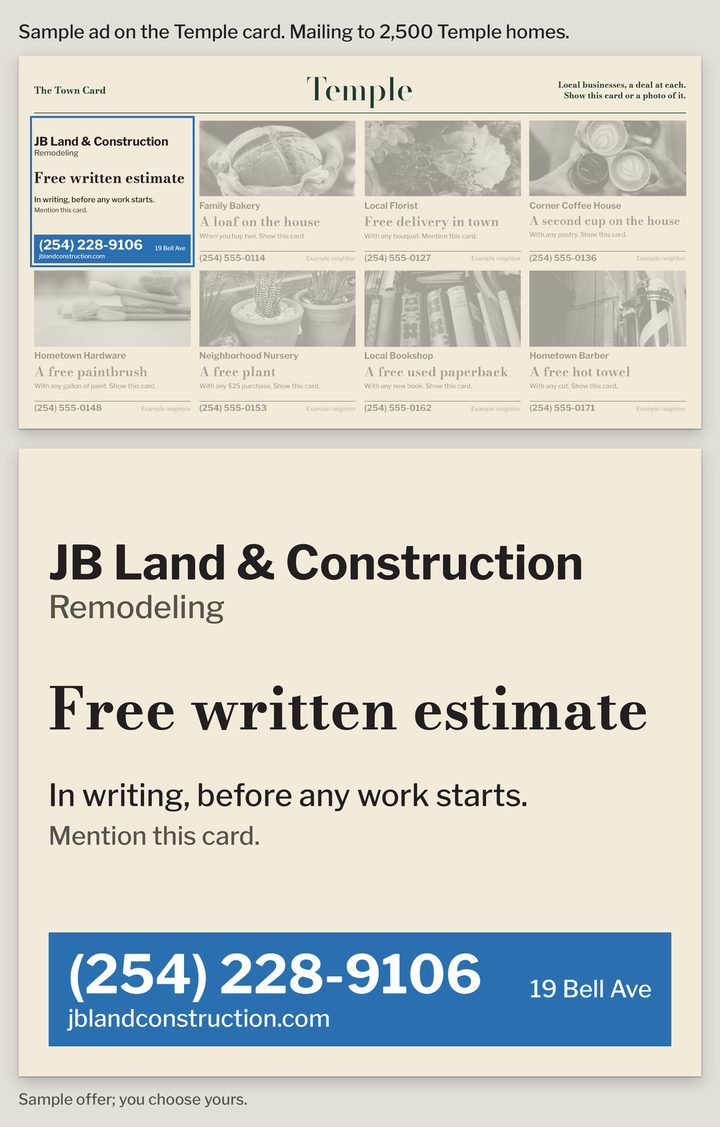 Sample ad on the Temple card. Mailing to 2,500 Temple homes.
The Town Card
Temple
Local businesses, a deal at each.
Show this card or a photo of it.
JB Land & Construction
Remodeling
Free written estimate
In writing, before any work starts.
Mention this card.
(254) 228-9106
19 Bell Ave
jblandconstruction.com
Family Bakery
A loaf on the house
When you buy two. Show this card.
(254) 555-0114
Example neighbor
Local Florist
Free delivery in town
With any bouquet. Mention this card.
(254) 555-0127
Example neighbor
Corner Coffee House
A second cup on the house
With any pastry. Show this card.
(254) 555-0136
Example neighbor
Hometown Hardware
A free paintbrush
With any gallon of paint. Show this card.
(254) 555-0148
Example neighbor
Neighborhood Nursery
A free plant
With any $25 purchase. Show this card.
(254) 555-0153
Example neighbor
Local Bookshop
A free used paperback
With any new book. Show this card.
(254) 555-0162
Example neighbor
Hometown Barber
A free hot towel
With any cut. Show this card.
(254) 555-0171
Example neighbor
JB Land & Construction
Remodeling
Free written estimate
In writing, before any work starts.
Mention this card.
(254) 228-9106
19 Bell Ave
jblandconstruction.com
Sample offer; you choose yours.